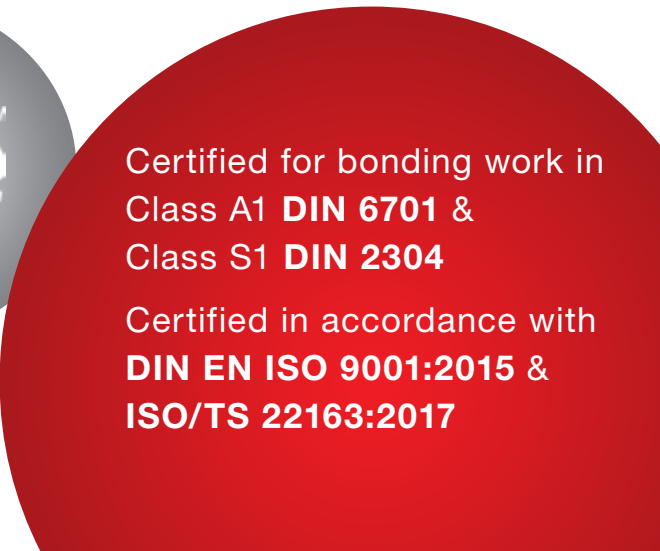 Certified for bonding work in
Class A1 DIN 6701 &
Class S1 DIN 2304
Certified in accordance with
DIN EN ISO 9001:2015 &
ISO/TS 22163:2017